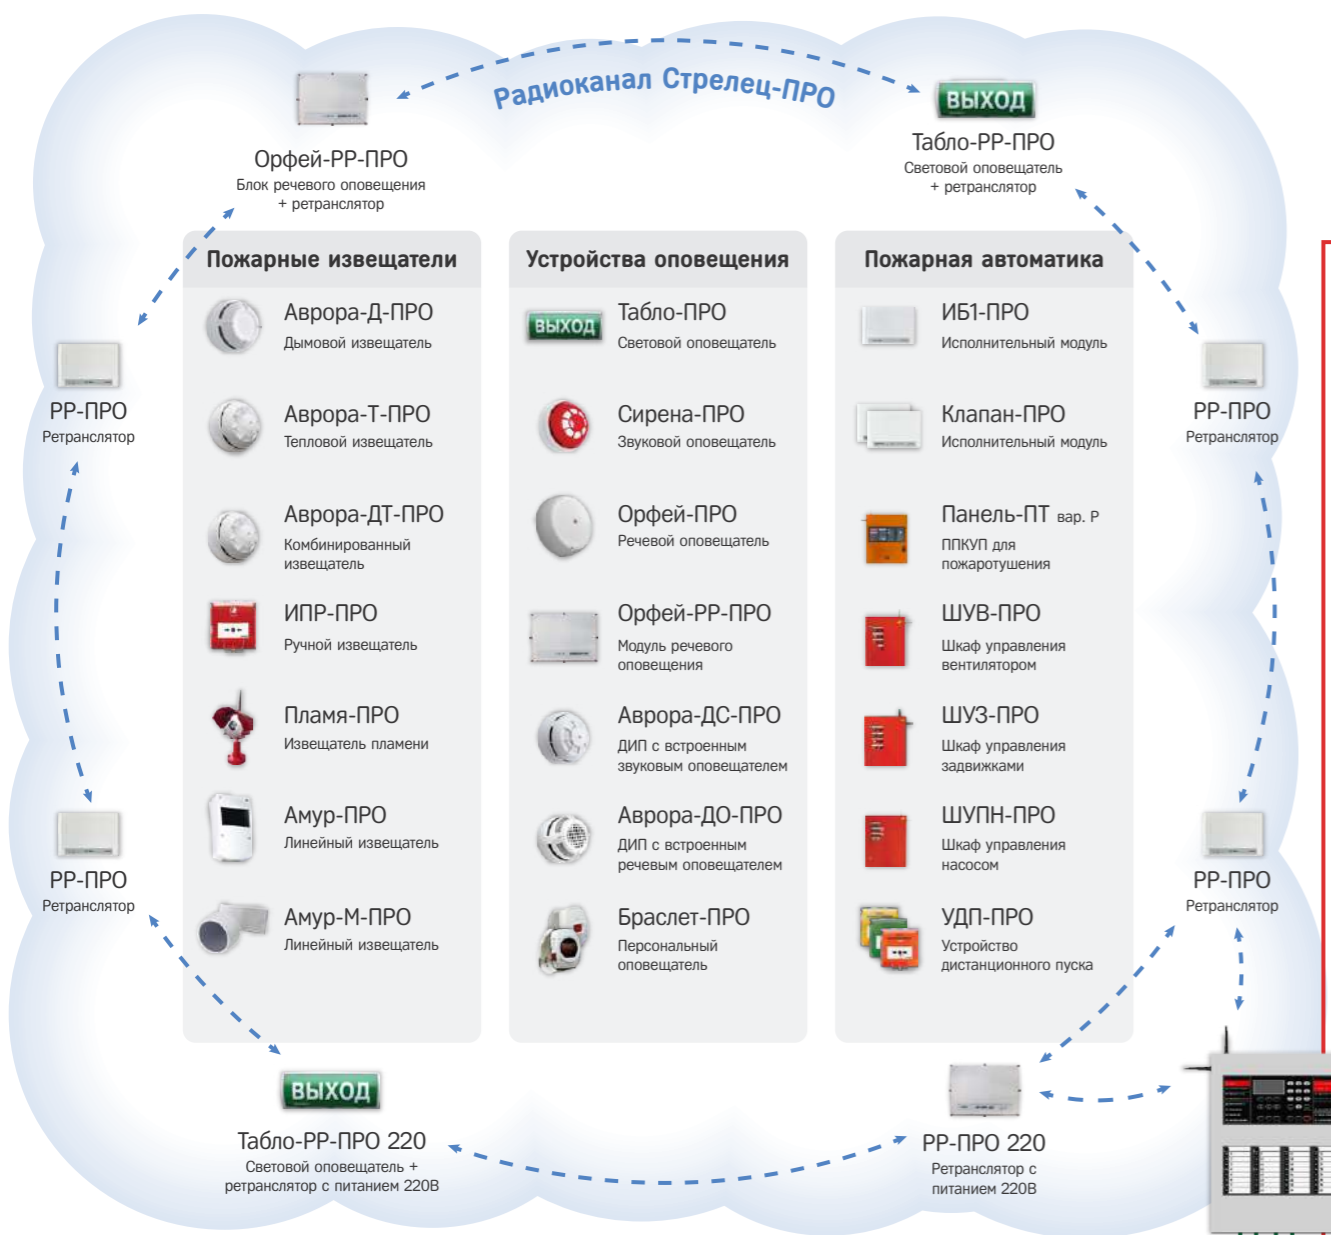 Радиоканал Стрелец-ПРО
Орфей-РР-ПРО
Блок речевого оповещения
+ ретранслятор
ВЫХОД
Табло-РР-ПРО
Световой оповещатель
+ ретранслятор
РР-ПРО
Ретранслятор
РР-ПРО
Ретранслятор
Пожарные извещатели
Аврора-Д-ПРО
Дымовой извещатель
Аврора-Т-ПРО
Тепловой извещатель
Аврора-ДТ-ПРО
Комбинированный
извещатель
ИПР-ПРО
Ручной извещатель
Пламя-ПРО
Извещатель пламени
Амур-ПРО
Линейный извещатель
Амур-М-ПРО
Линейный извещатель
Устройства оповещения
ВЫХОД
Табло-ПРО
Световой оповещатель
Сирена-ПРО
Звуковой оповещатель
Орфей-ПРО
Речевой оповещатель
Орфей-РР-ПРО
Модуль речевого
оповещения
Аврора-ДС-ПРО
ДИП с встроенным
звуковым оповещателем
Аврора-ДО-ПРО
ДИП с встроенным
речевым оповещателем
Браслет-ПРО
Персональный
оповещатель
Пожарная автоматика
ИБ1-ПРО
Исполнительный модуль
Клапан-ПРО
Исполнительный модуль
Панель-ПТ вар. Р
ППКУП для
пожаротушения
ШУВ-ПРО
Шкаф управления
вентилятором
ШУЗ-ПРО
Шкаф управления
задвижками
ШУПН-ПРО
Шкаф управления
насосом
УДП-ПРО
Устройство
дистанционного пуска
РР-ПРО
Ретранслятор
РР-ПРО
Ретранслятор
ВЫХОД
Табло-РР-ПРО 220
Световой оповещатель +
ретранслятор с питанием 220В
РР-ПРО 220
Ретранслятор с
питанием 220В